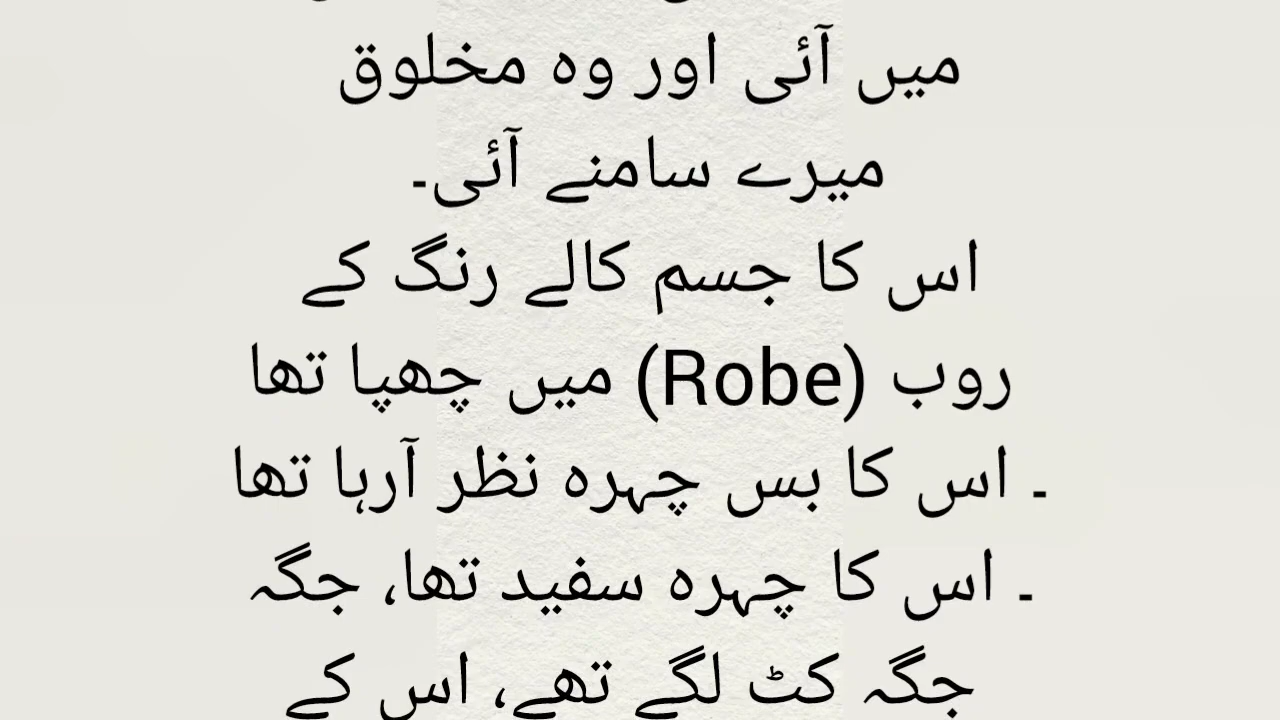 میں آئی اور وہ مخلوق
میرے سامنے آئی۔
اس کا جسم کالے رنگ کے
روب (Robe) میں چھپا تھا
۔ اس کا بس چہرہ نظر آرہا تھا
۔ اس کا چہرہ سفید تھا، جگہ
جگہ کٹ لگے تھے، اس کے